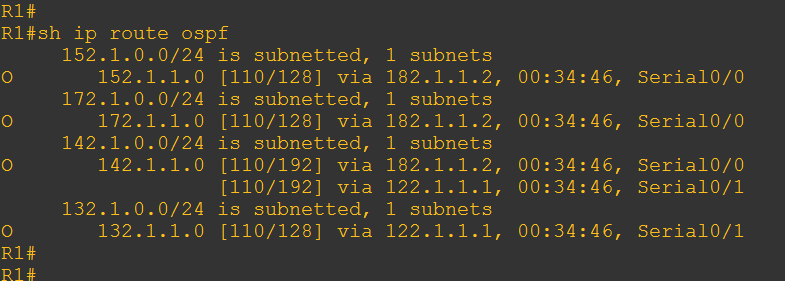 R1#
R1#sh ip route ospf
     152.1.0.0/24 is subnetted, 1 subnets
O       152.1.1.0 [110/128] via 182.1.1.2, 00:34:46, Serial0/0
     172.1.0.0/24 is subnetted, 1 subnets
O       172.1.1.0 [110/128] via 182.1.1.2, 00:34:46, Serial0/0
     142.1.0.0/24 is subnetted, 1 subnets
O       142.1.1.0 [110/192] via 182.1.1.2, 00:34:46, Serial0/0
                  [110/192] via 122.1.1.1, 00:34:46, Serial0/1
     132.1.0.0/24 is subnetted, 1 subnets
O       132.1.1.0 [110/128] via 122.1.1.1, 00:34:46, Serial0/1
R1#
R1#